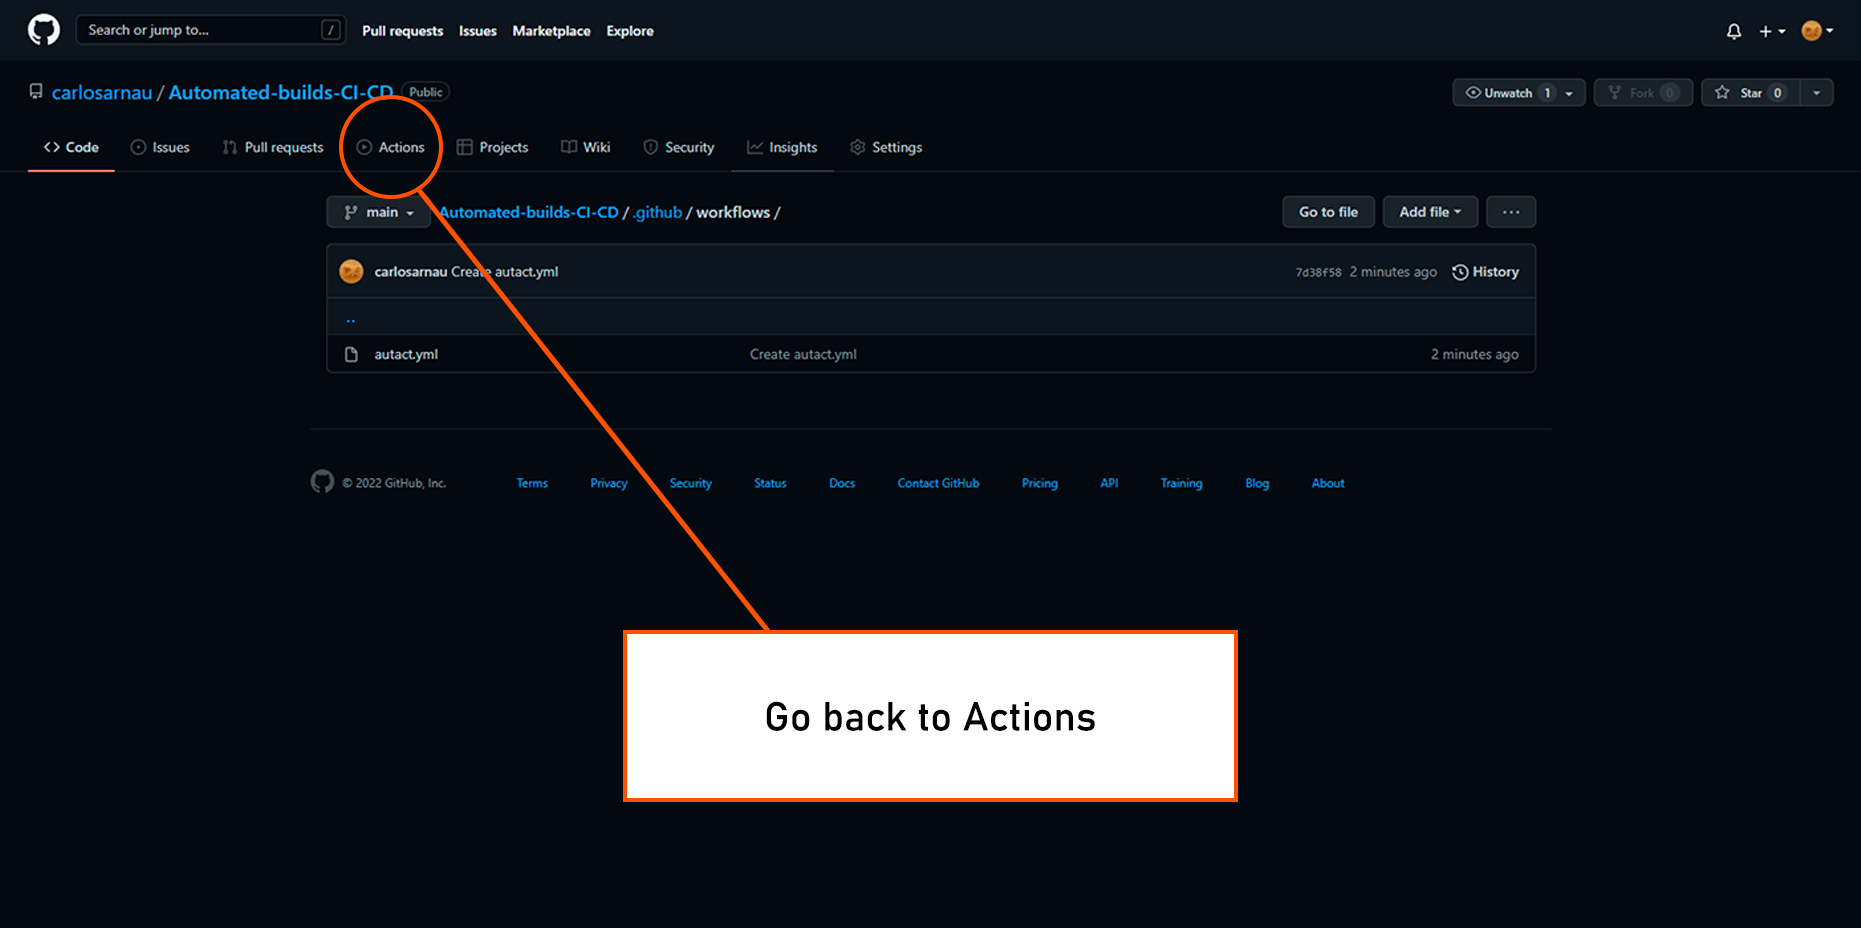 Search or jump to... / Pull requests Issues Marketplace Explore
carlosarnau / Automated-builds-CI-CD Public Unwatch 1 Fork 0 Star 0
Code Issues Pull requests Actions Projects Wiki Security Insights Settings
main Automated-builds-CI-CD / .github / workflows / Go to file Add file ...
carlosarnau Create autact.yml 7d38f58 2 minutes ago History
..
autact.yml Create autact.yml 2 minutes ago
© 2022 GitHub, Inc. Terms Privacy Security Status Docs Contact GitHub Pricing API Training Blog About
Go back to Actions